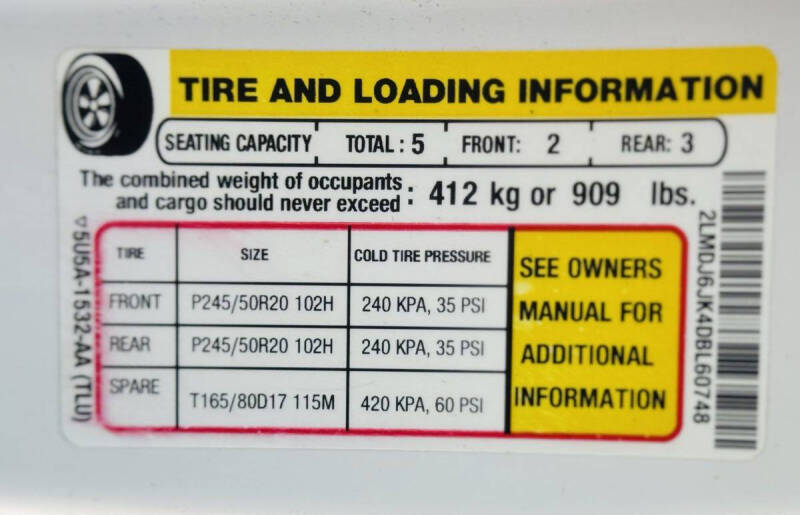 TIRE AND LOADING INFORMATION
SEATING CAPACITY TOTAL : 5 FRONT: 2 REAR: 3
The combined weight of occupants
and cargo should never exceed : 412 kg or 909 lbs.
TIRE SIZE COLD TIRE PRESSURE
FRONT P245/50R20 102H 240 KPA, 35 PSI
REAR P245/50R20 102H 240 KPA, 35 PSI
SPARE T165/80D17 115M 420 KPA, 60 PSI
SEE OWNERS
MANUAL FOR
ADDITIONAL
INFORMATION
5U5A-1532-AA (TLU)
2LMDJ6JK4DBL60748